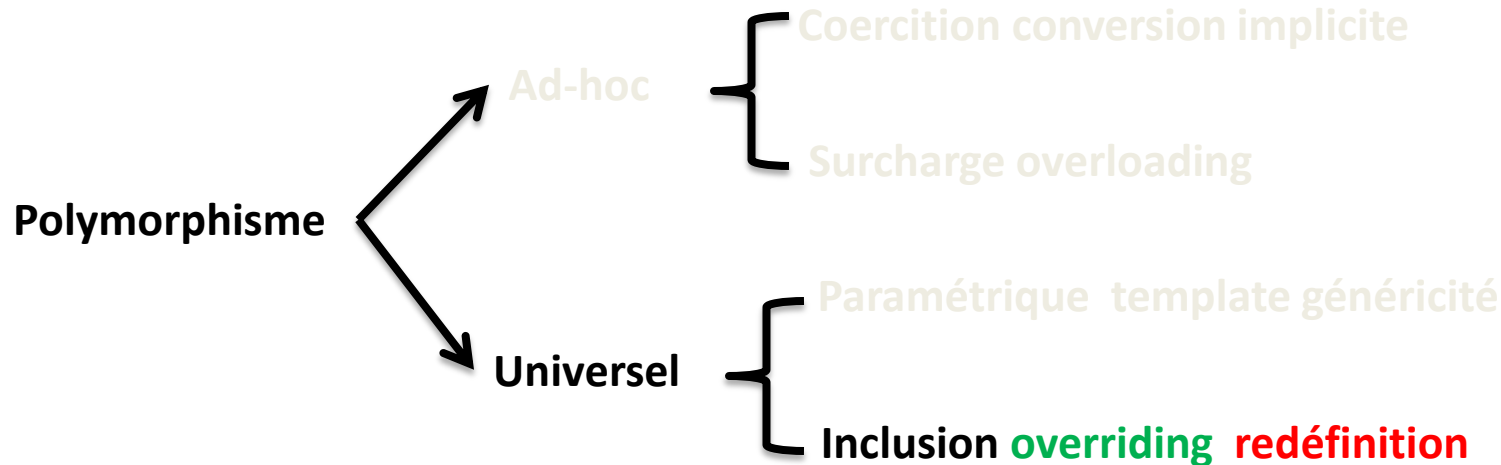 Coercition conversion implicite
Ad-hoc
Surcharge overloading
Polymorphisme
Paramétrique template généricité
Universel
Inclusion overriding redéfinition